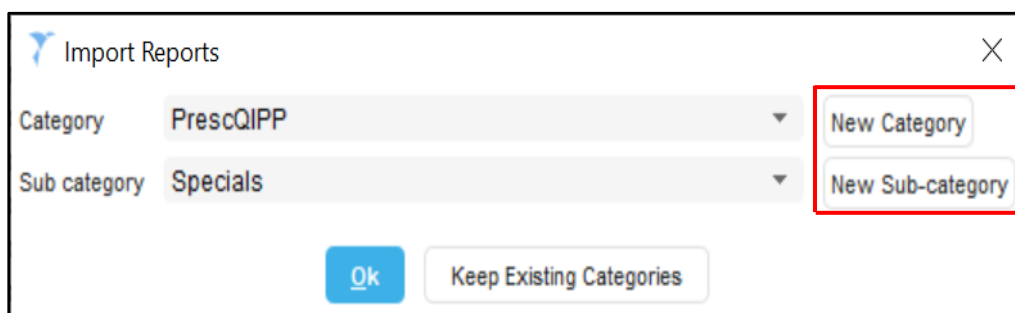 Import Reports
Category PrescQIPP New Category
Sub category Specials New Sub-category
Ok Keep Existing Categories